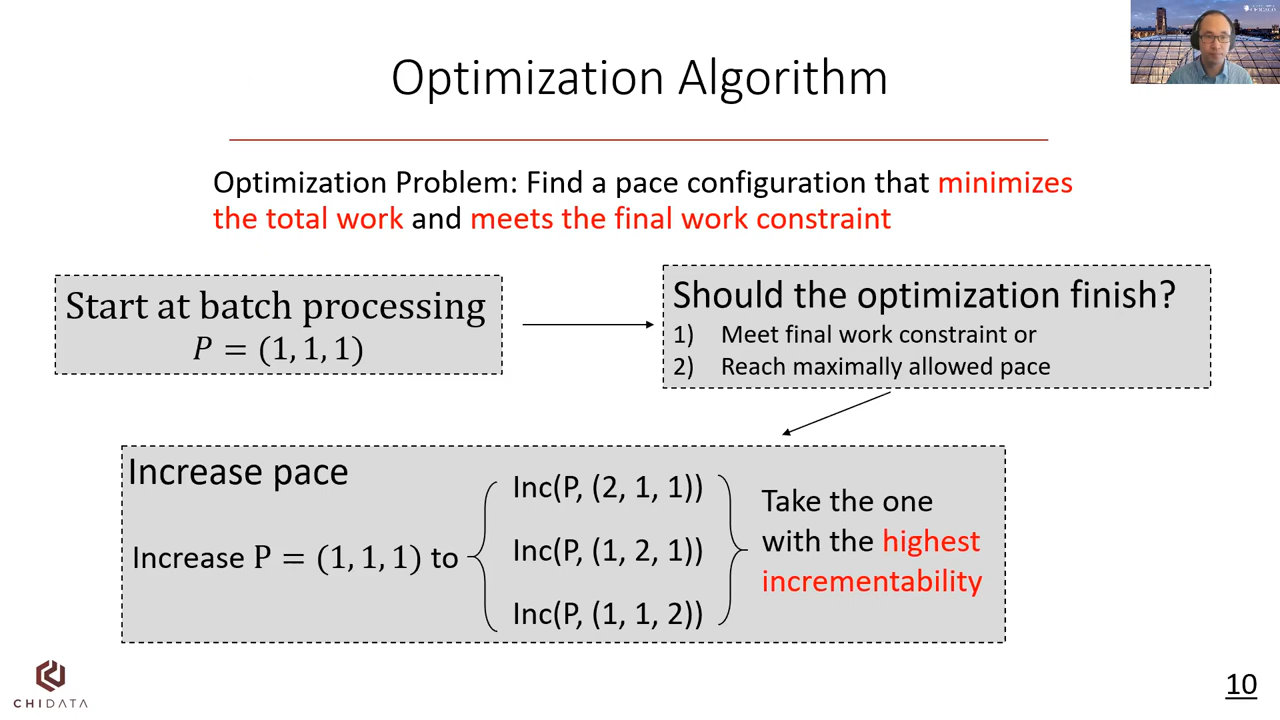 Optimization Algorithm
Optimization Problem: Find a pace configuration that minimizes
the total work and meets the final work constraint
Start at batch processing
P = (1, 1, 1)
Should the optimization finish?
1) Meet final work constraint or
2) Reach maximally allowed pace
Increase pace
Increase P = (1, 1, 1) to
Inc(P, (2, 1, 1))
Inc(P, (1, 2, 1))
Inc(P, (1, 1, 2))
Take the one
with the highest
incrementability
CHIDATA
10